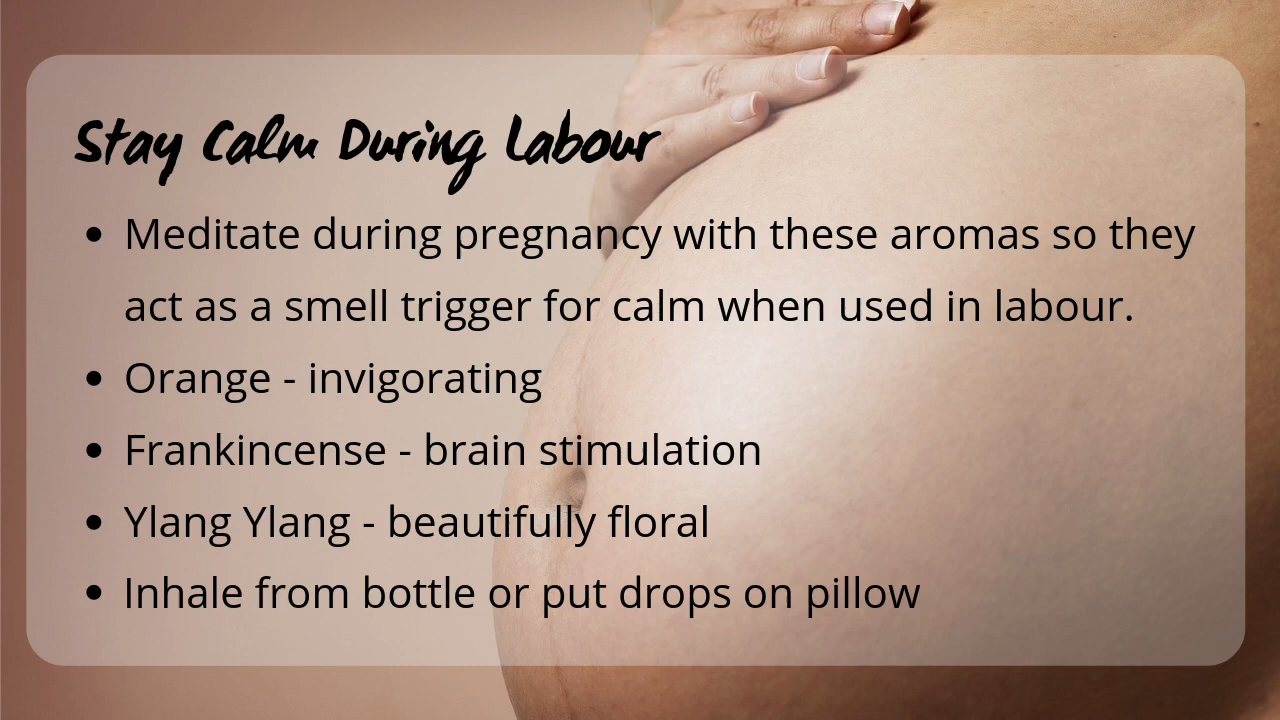 Stay Calm During Labour
• Meditate during pregnancy with these aromas so they
act as a smell trigger for calm when used in labour.
• Orange - invigorating
• Frankincense - brain stimulation
• Ylang Ylang - beautifully floral
• Inhale from bottle or put drops on pillow